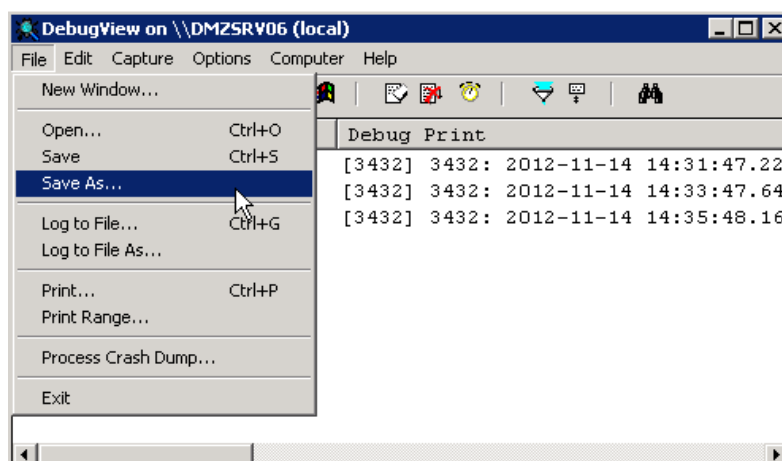 DebugView on \\DMZSRV06 (local)
File Edit Capture Options Computer Help
New Window...
Open... Ctrl+O
Save Ctrl+S
Save As...
Log to File... Ctrl+G
Log to File As...
Print... Ctrl+P
Print Range...
Process Crash Dump...
Exit
Debug Print
[3432] 3432: 2012-11-14 14:31:47.22
[3432] 3432: 2012-11-14 14:33:47.64
[3432] 3432: 2012-11-14 14:35:48.16